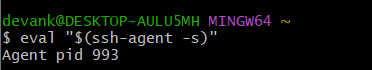 devank@DESKTOP-AULU5MH MINGW64 ~
$ eval "$(ssh-agent -s)"
Agent pid 993